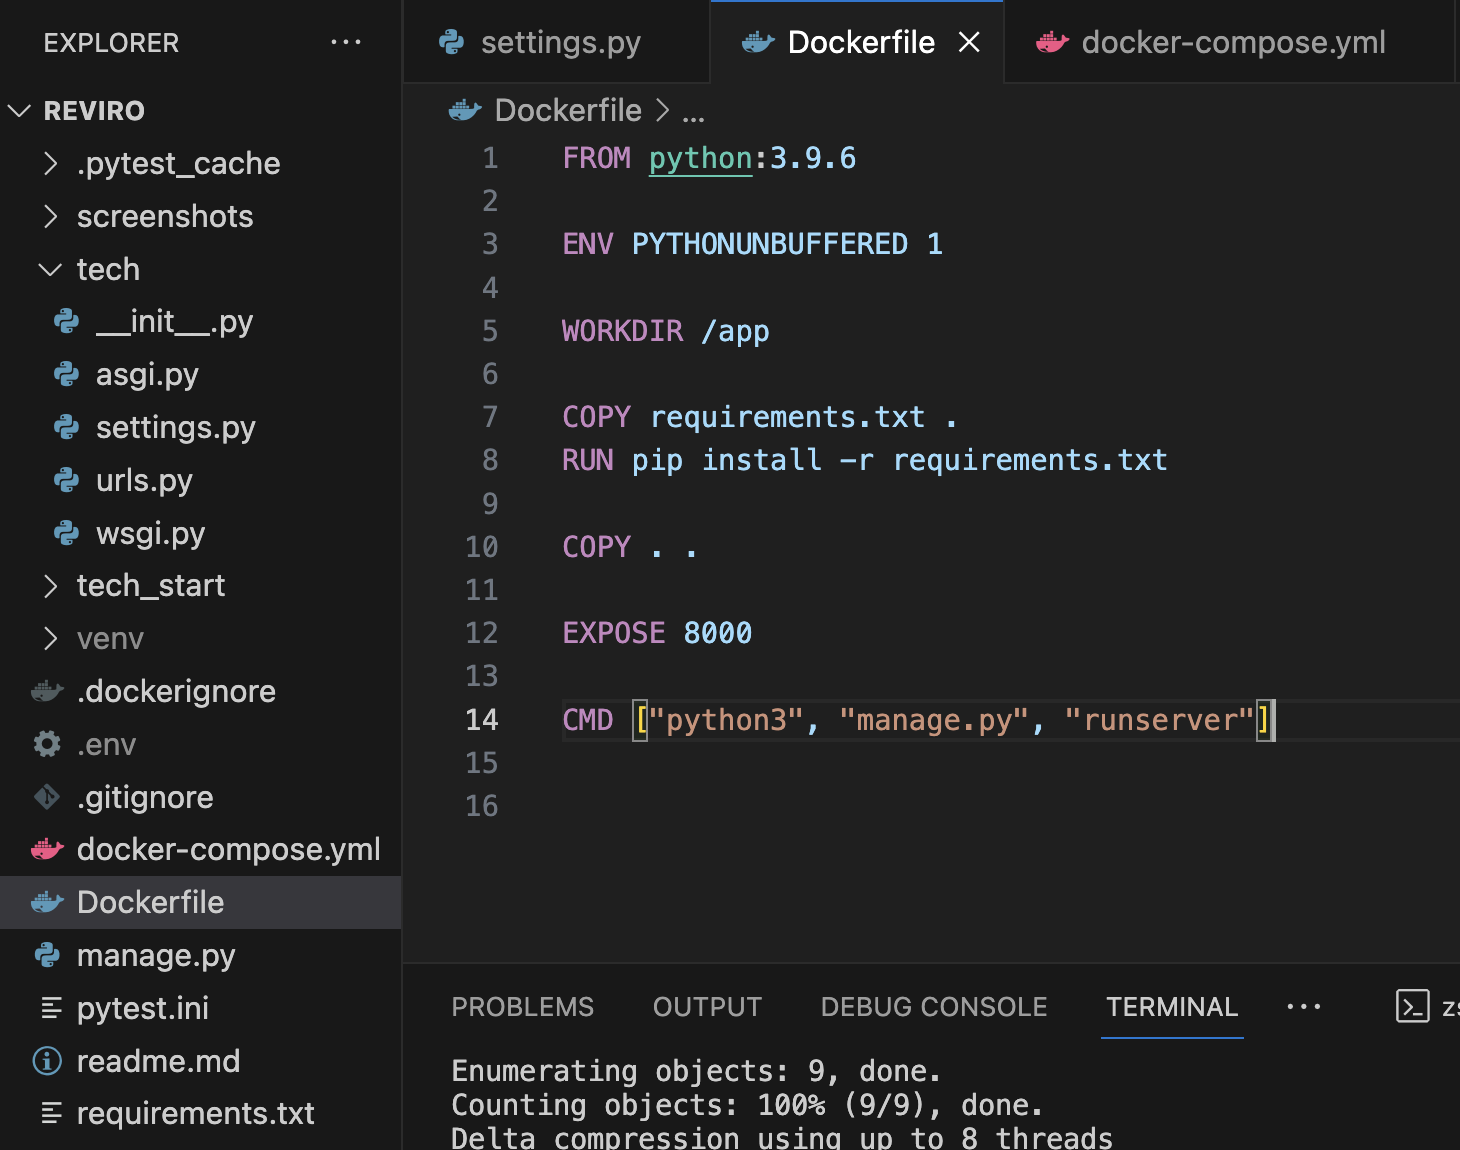 EXPLORER
REVIRO
.pytest_cache
screenshots
tech
__init__.py
asgi.py
settings.py
urls.py
wsgi.py
tech_start
venv
.dockerignore
.env
.gitignore
docker-compose.yml
Dockerfile
manage.py
pytest.ini
readme.md
requirements.txt
settings.py
Dockerfile
docker-compose.yml
Dockerfile > ...
1 FROM python:3.9.6
2
3 ENV PYTHONUNBUFFERED 1
4
5 WORKDIR /app
6
7 COPY requirements.txt .
8 RUN pip install -r requirements.txt
9
10 COPY . .
11
12 EXPOSE 8000
13
14 CMD ["python3", "manage.py", "runserver"]
15
16
PROBLEMS OUTPUT DEBUG CONSOLE TERMINAL
Enumerating objects: 9, done.
Counting objects: 100% (9/9), done.
Delta compression using up to 8 threads